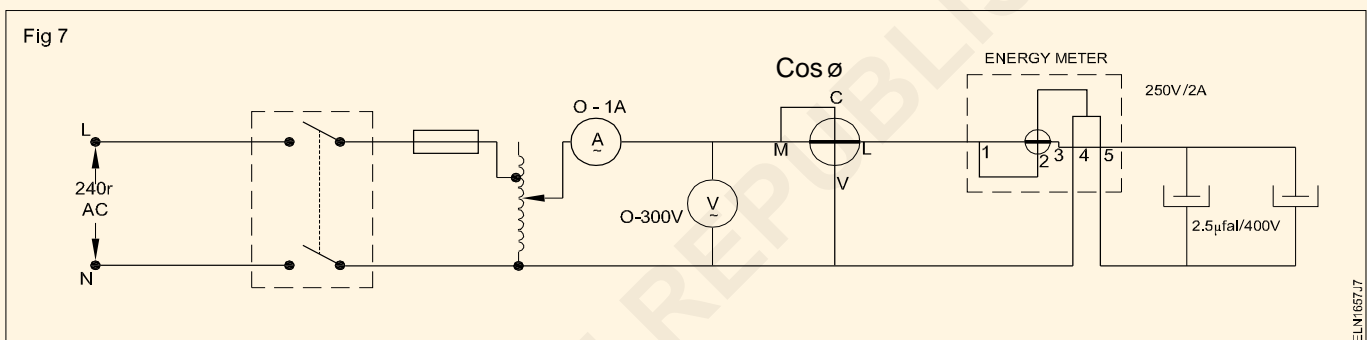 Fig 7
Cos ø
ENERGY METER
250V/2A
O - 1A
C
L
A
~
M
L
1
2
3
4
5
240r
AC
V
O-300V
V
~
2.5µfal/400V
N
REPUBLIS
ELN1657J7